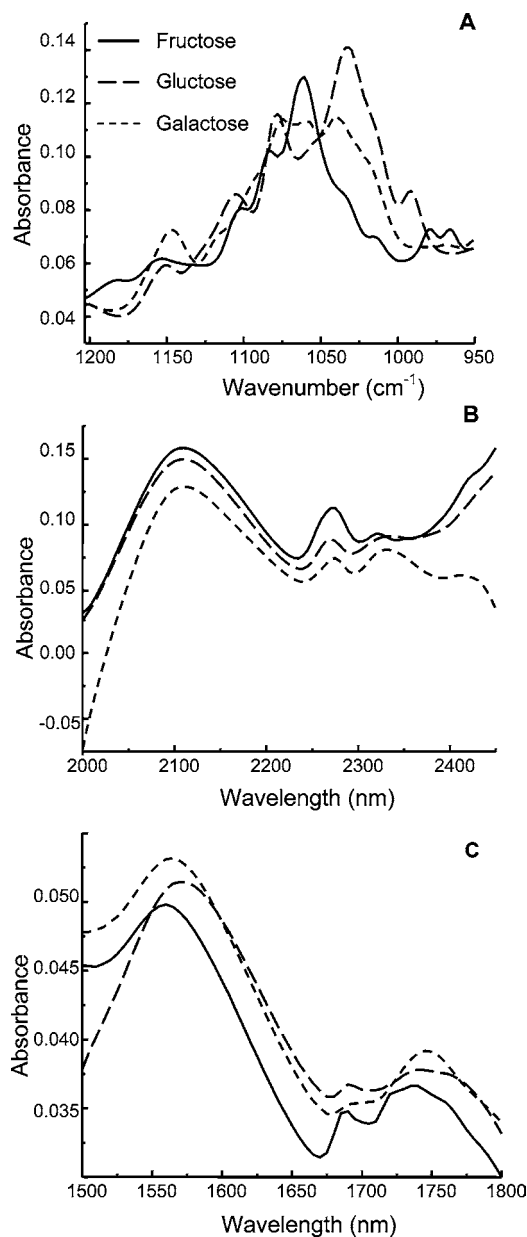 A
0.14
0.12
0.10
0.08
0.06
0.04
Absorbance
Fructose
Gluctose
Galactose
1200 1150 1100 1050 1000 950
Wavenumber (cm⁻¹)
B
0.15
0.10
0.05
0.00
-0.05
Absorbance
2000 2100 2200 2300 2400
Wavelength (nm)
C
0.050
0.045
0.040
0.035
Absorbance
1500 1550 1600 1650 1700 1750 1800
Wavelength (nm)